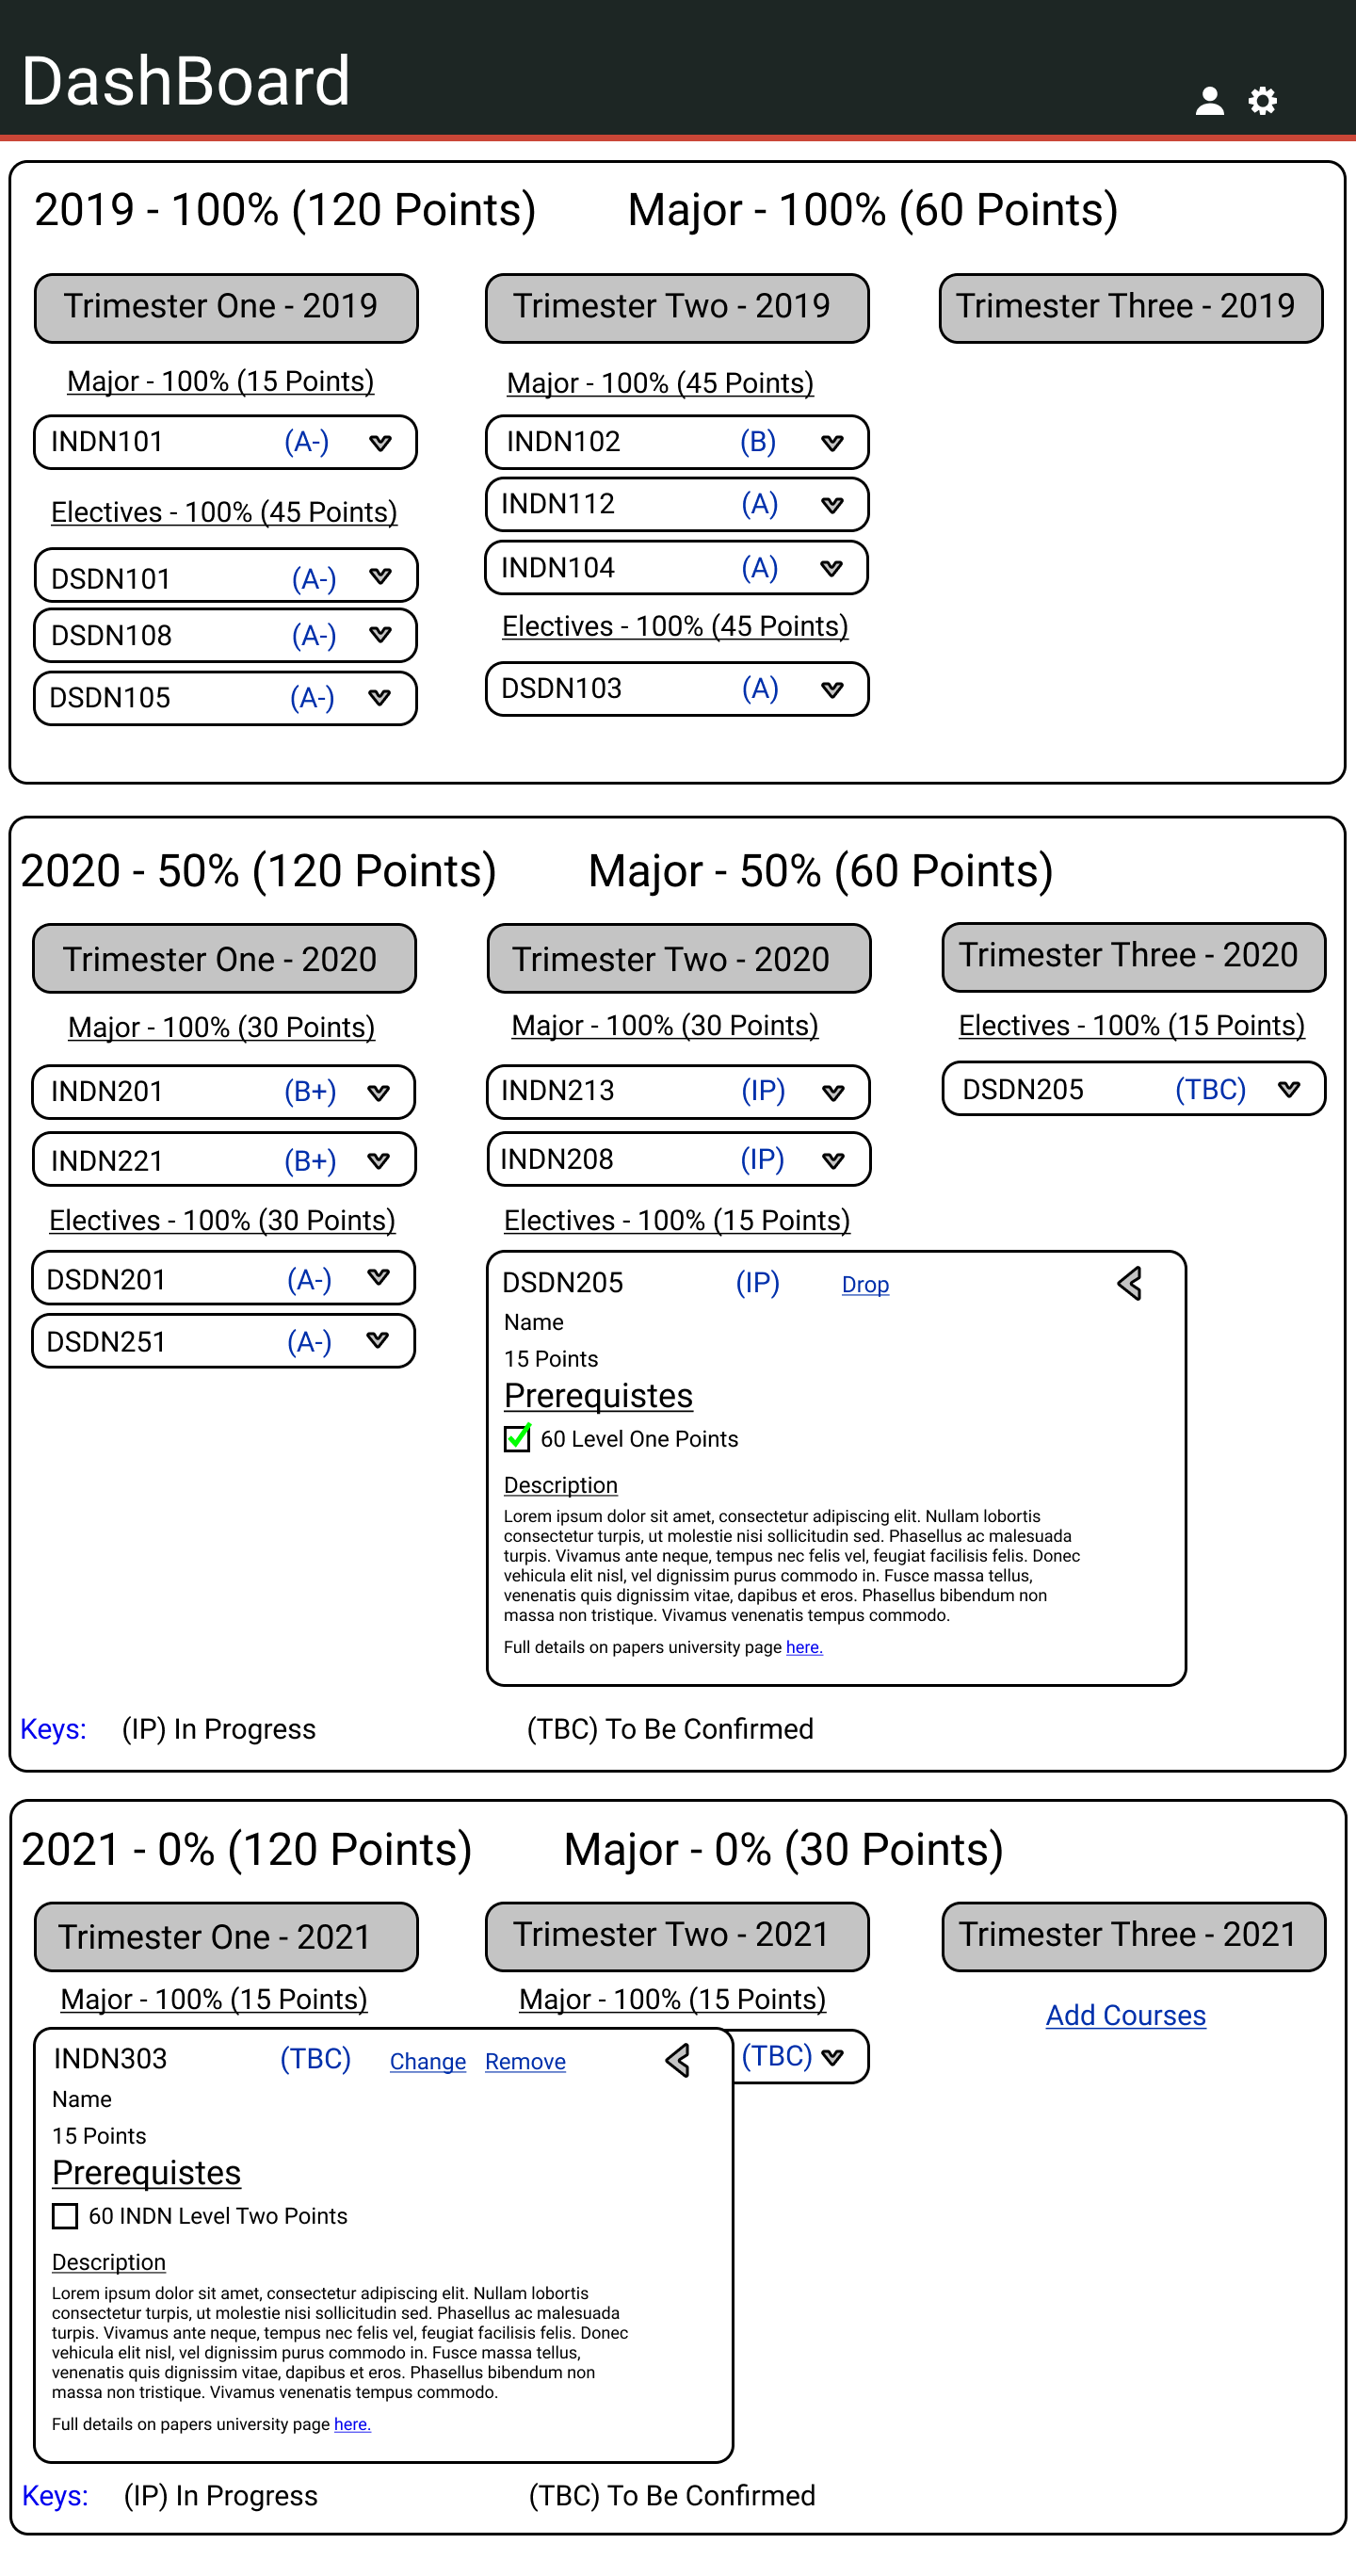 DashBoard
2019 - 100% (120 Points) Major - 100% (60 Points)
Trimester One - 2019 Trimester Two - 2019 Trimester Three - 2019
Major - 100% (15 Points) Major - 100% (45 Points)
INDN101 (A-) INDN102 (B)
INDN112 (A)
Electives - 100% (45 Points)
DSDN101 (A-) INDN104 (A)
DSDN108 (A-) Electives - 100% (45 Points)
DSDN105 (A-) DSDN103 (A)
2020 - 50% (120 Points) Major - 50% (60 Points)
Trimester One - 2020 Trimester Two - 2020 Trimester Three - 2020
Major - 100% (30 Points) Major - 100% (30 Points) Electives - 100% (15 Points)
INDN201 (B+) INDN213 (IP) DSDN205 (TBC)
INDN221 (B+) INDN208 (IP)
Electives - 100% (30 Points) Electives - 100% (15 Points)
DSDN201 (A-) DSDN205 (IP) Drop
DSDN251 (A-)
Name
15 Points
Prerequistes
60 Level One Points
Description
Lorem ipsum dolor sit amet, consectetur adipiscing elit. Nullam lobortis
consectetur turpis, ut molestie nisi sollicitudin sed. Phasellus ac malesuada
turpis. Vivamus ante neque, tempus nec felis vel, feugiat facilisis felis. Donec
vehicula elit nisl, vel dignissim purus commodo in. Fusce massa tellus,
venenatis quis dignissim vitae, dapibus et eros. Phasellus bibendum non
massa non tristique. Vivamus venenatis tempus commodo.
Full details on papers university page here.
Keys: (IP) In Progress (TBC) To Be Confirmed
2021 - 0% (120 Points) Major - 0% (30 Points)
Trimester One - 2021 Trimester Two - 2021 Trimester Three - 2021
Major - 100% (15 Points) Major - 100% (15 Points) Add Courses
INDN303 (TBC) Change Remove (TBC)
Name
15 Points
Prerequistes
60 INDN Level Two Points
Description
Lorem ipsum dolor sit amet, consectetur adipiscing elit. Nullam lobortis
consectetur turpis, ut molestie nisi sollicitudin sed. Phasellus ac malesuada
turpis. Vivamus ante neque, tempus nec felis vel, feugiat facilisis felis. Donec
vehicula elit nisl, vel dignissim purus commodo in. Fusce massa tellus,
venenatis quis dignissim vitae, dapibus et eros. Phasellus bibendum non
massa non tristique. Vivamus venenatis tempus commodo.
Full details on papers university page here.
Keys: (IP) In Progress (TBC) To Be Confirmed